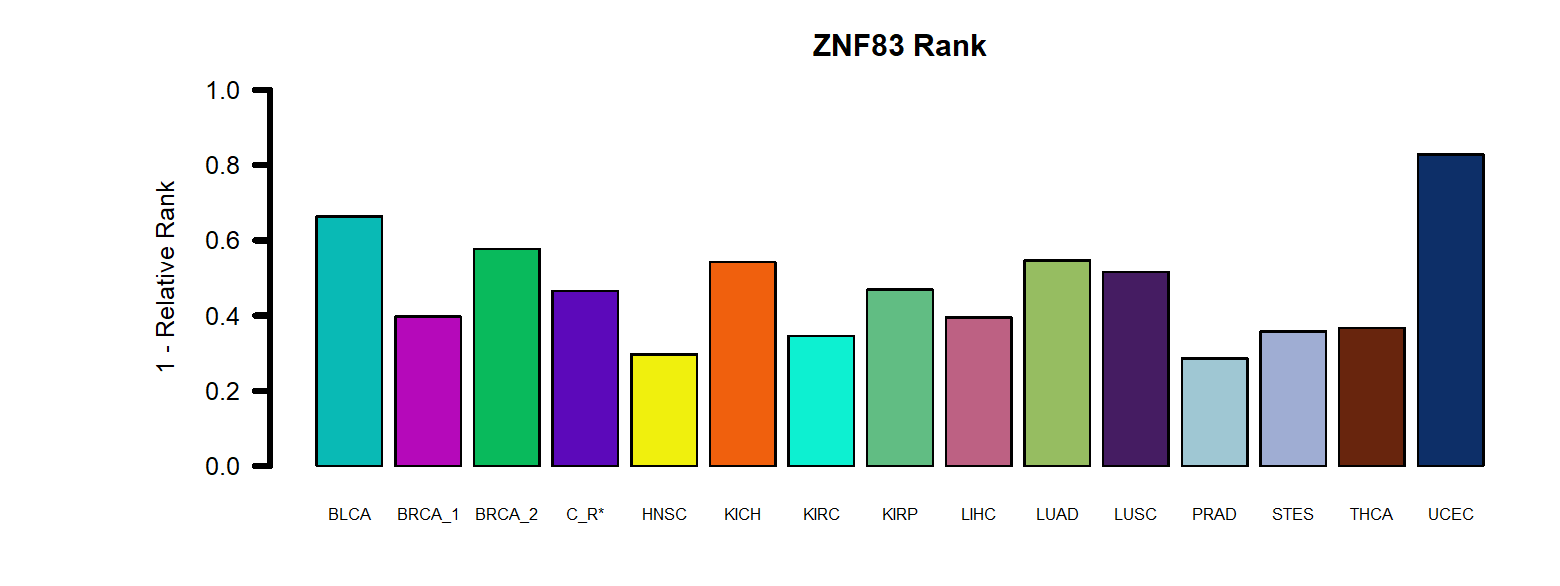 ZNF83 Rank
1 - Relative Rank
1.0
0.8
0.6
0.4
0.2
0.0
BLCA BRCA_1 BRCA_2 C_R* HNSC KICH KIRC KIRP LIHC LUAD LUSC PRAD STES THCA UCEC